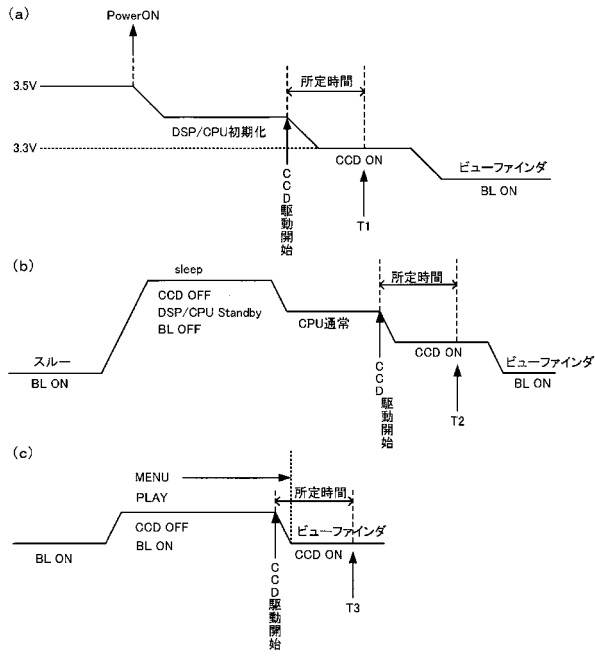 (a)
PowerON
3.5V
所定時間
DSP/CPU初期化
3.3V
CCD ON
ビューファインダ
BL ON
CCD駆動開始
T1
(b)
sleep
CCD OFF
DSP/CPU Standby
BL OFF
所定時間
CPU通常
スルー
BL ON
CCD ON
ビューファインダ
BL ON
CCD駆動開始
T2
(c)
MENU
PLAY
所定時間
CCD OFF
BL ON
ビューファインダ
BL ON
CCD ON
CCD駆動開始
T3